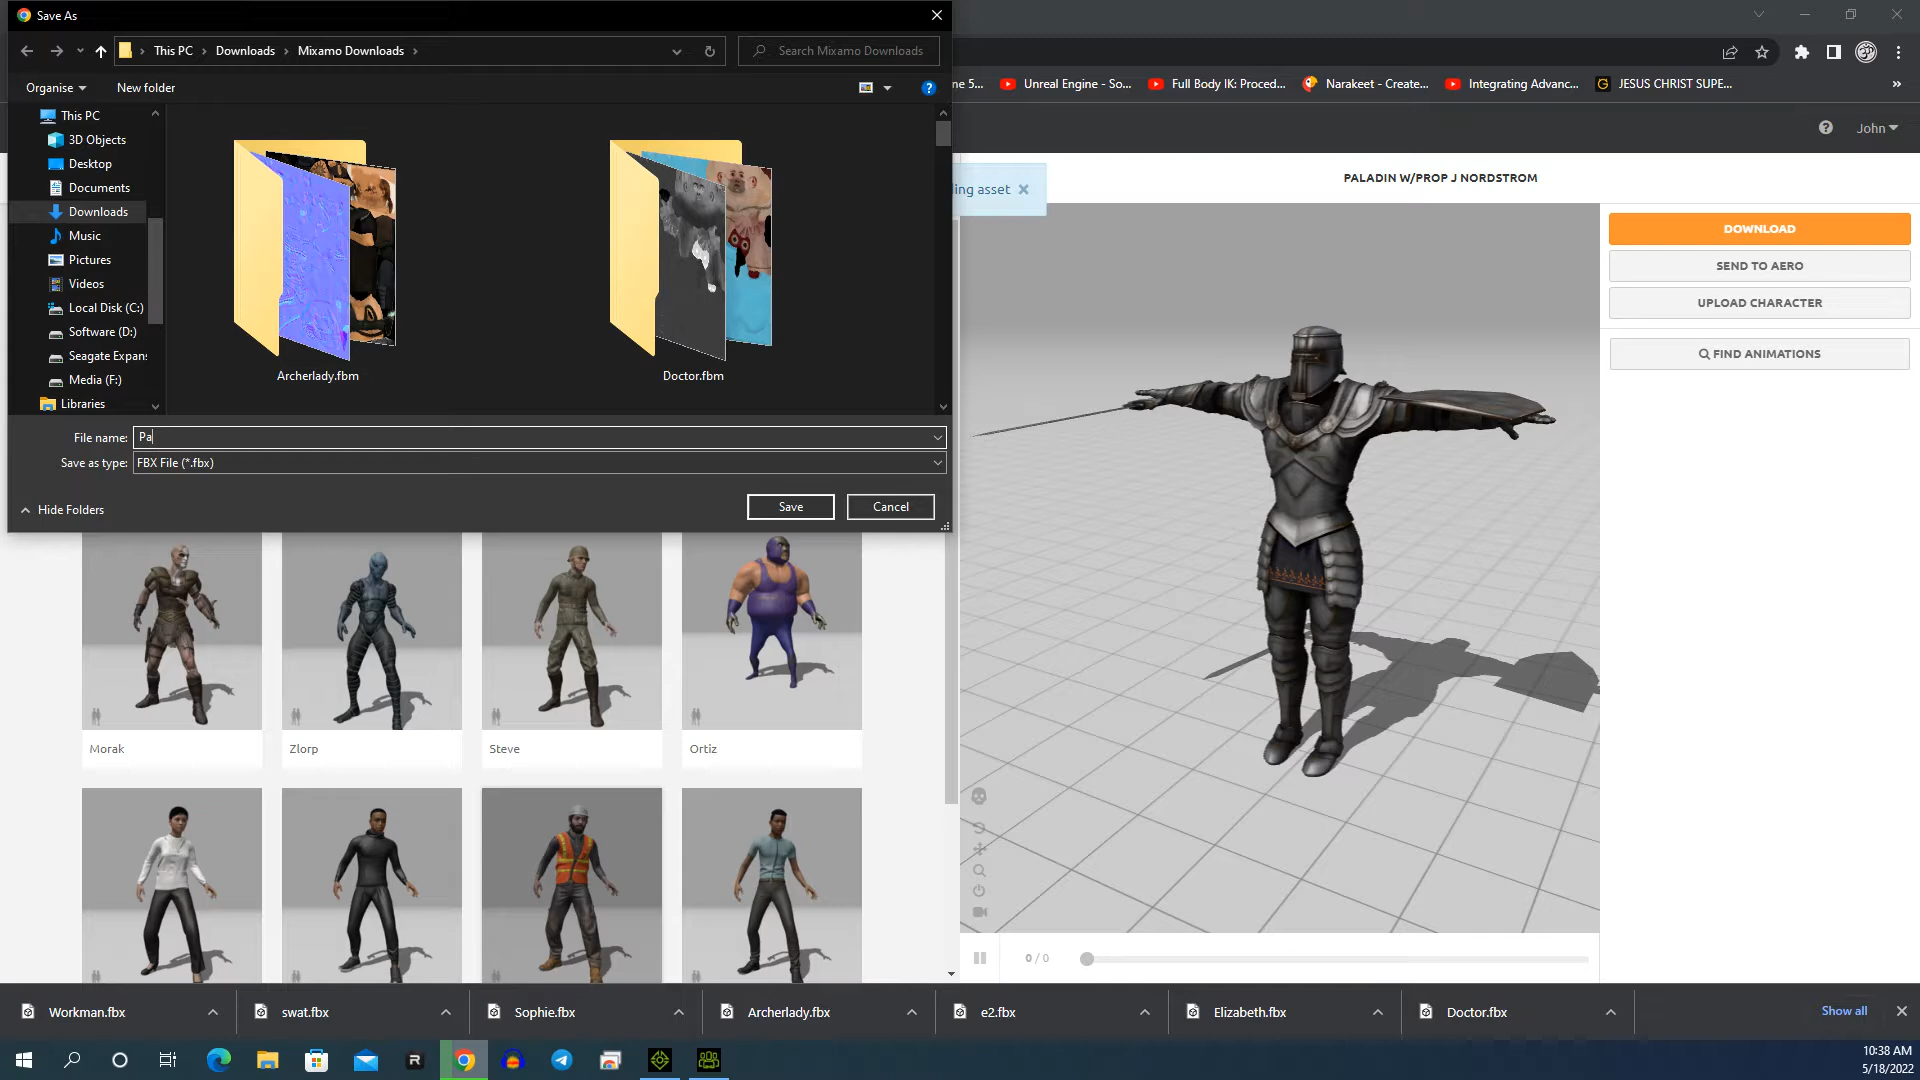 Save As
This PC
Downloads
Mixamo Downloads
Search Mixamo Downloads
Organise
New folder
This PC
3D Objects
Desktop
Documents
Downloads
Music
Pictures
Videos
Local Disk (C:)
Software (D:)
Seagate Expans
Media (F:)
Libraries
Archerlady.fbm
Doctor.fbm
File name: Pa
Save as type: FBX File (*.fbx)
Hide Folders
Save
Cancel
ne 5...
Unreal Engine - So...
Full Body IK: Proced...
Narakeet - Create...
Integrating Advanc...
JESUS CHRIST SUPE...
John
ing asset
PALADIN W/PROP J NORDSTROM
DOWNLOAD
SEND TO AERO
UPLOAD CHARACTER
FIND ANIMATIONS
Morak
Zlorp
Steve
Ortiz
0 / 0
Workman.fbx
swat.fbx
Sophie.fbx
Archerlady.fbx
e2.fbx
Elizabeth.fbx
Doctor.fbx
Show all
10:38 AM
5/18/2022